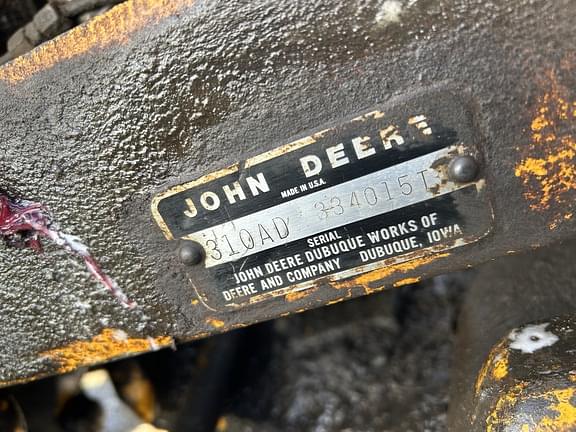 JOHN DEERE
MADE IN U.S.A.
310AD 334015T
SERIAL
JOHN DEERE DUBUQUE WORKS OF
DEERE AND COMPANY DUBUQUE, IOWA